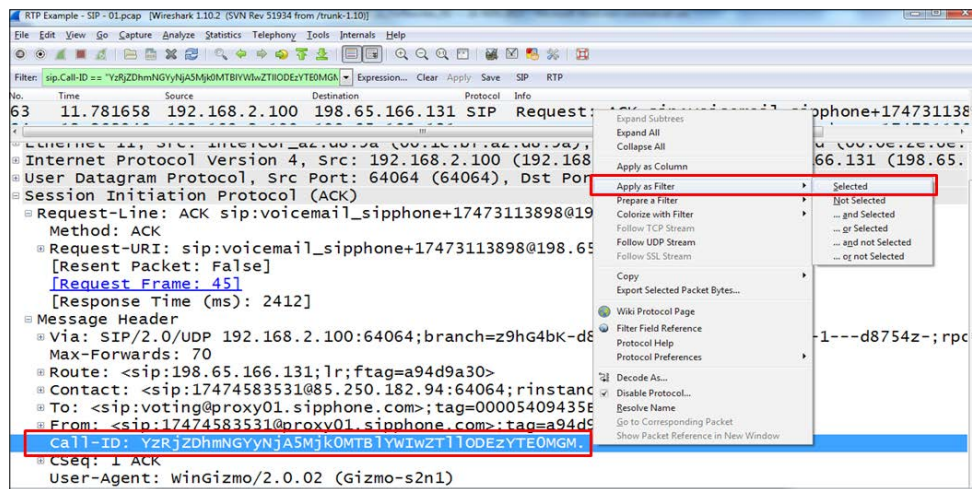 RTP Example - SIP - 01.pcap [Wireshark 1.10.2 (SVN Rev 51934 from /trunk-1.10)]
File Edit View Go Capture Analyze Statistics Telephony Tools Internals Help
Filter: sip.Call-ID == "YzRjZDhmNGYyNjA5Mjk0MTBlYWIwZTllODEzYTE0MGM Expression... Clear Apply Save SIP RTP
No. Time Source Destination Protocol Info
63 11.781658 192.168.2.100 198.65.166.131 SIP Request: ACK
Internet Protocol Version 4, Src: 192.168.2.100 (192.168 66.131 (198.65.
User Datagram Protocol, Src Port: 64064 (64064), Dst Por
Session Initiation Protocol (ACK)
Request-Line: ACK sip:voicemail_sipphone+17473113898@19
Method: ACK
Request-URI: sip:voicemail_sipphone+17473113898@198.65
[Resent Packet: False]
[Request Frame: 45]
[Response Time (ms): 2412]
Message Header
Via: SIP/2.0/UDP 192.168.2.100:64064;branch=z9hG4bK-d8 -1---d8754z-;rpo
Max-Forwards: 70
Route: <sip:198.65.166.131;lr;ftag=a94d9a30>
Contact: <sip:17474583531@85.250.182.94:64064;rinstanc
To: <sip:voting@proxy01.sipphone.com>;tag=00005409435E
From: <sip:17474583531@proxy01.sipphone.com>;tag=a94d9
Call-ID: YzRjZDhmNGYyNjA5Mjk0MTBlYWIwZTllODEzYTE0MGM.
CSeq: 1 ACK
User-Agent: WinGizmo/2.0.02 (Gizmo-s2n1)
Expand Subtrees
Expand All
Collapse All
Apply as Column
Apply as Filter
Prepare a Filter
Colorize with Filter
Follow TCP Stream
Follow UDP Stream
Follow SSL Stream
Copy
Export Selected Packet Bytes...
Wiki Protocol Page
Filter Field Reference
Protocol Help
Protocol Preferences
Decode As...
Disable Protocol...
Resolve Name
Go to Corresponding Packet
Show Packet Reference in New Window
Selected
Not Selected
... and Selected
... or Selected
... and not Selected
... or not Selected